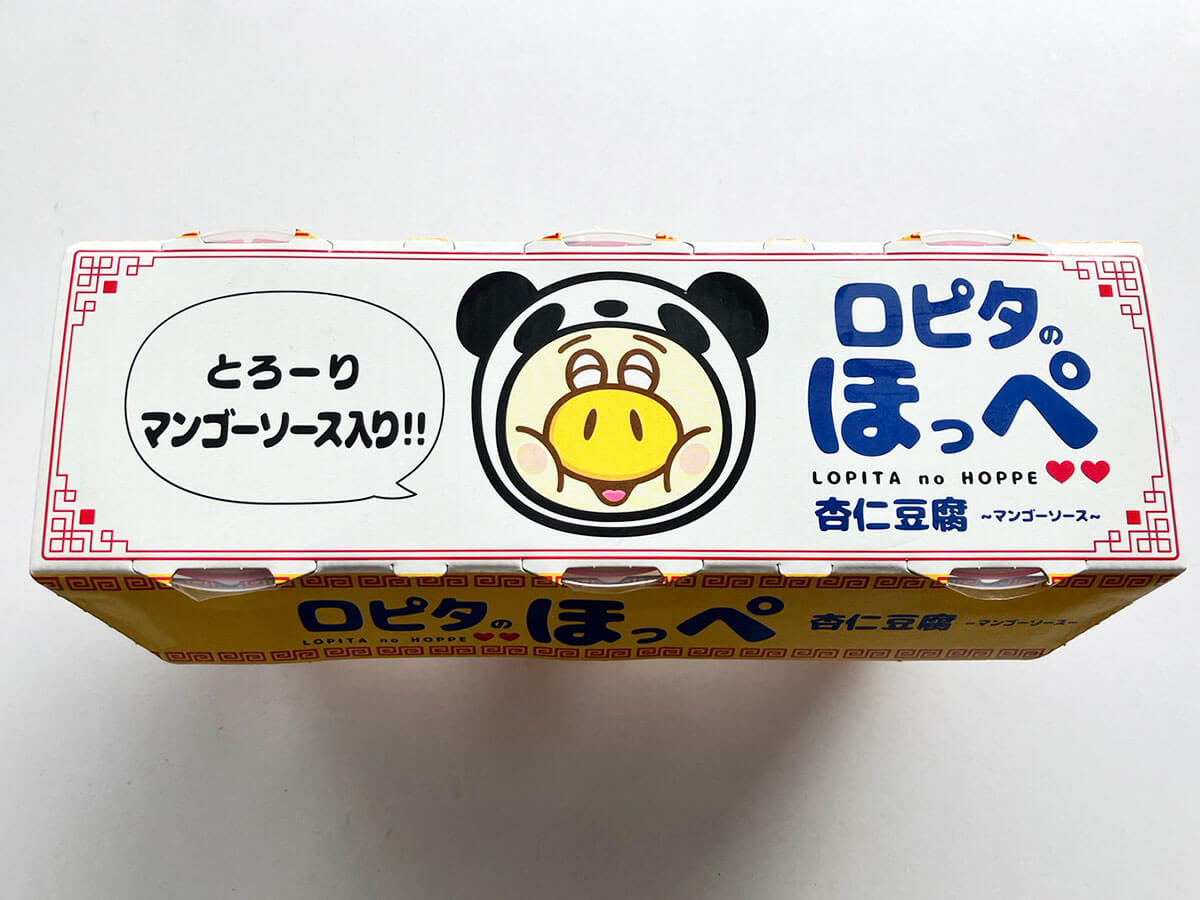 とろーり
マンゴーソース入り!!
ロピタの
ほっぺ
LOPITA no HOPPE
杏仁豆腐 ~マンゴーソース~
ロピタのほっぺ 杏仁豆腐 ~マンゴーソース~
LOPITA no HOPPE